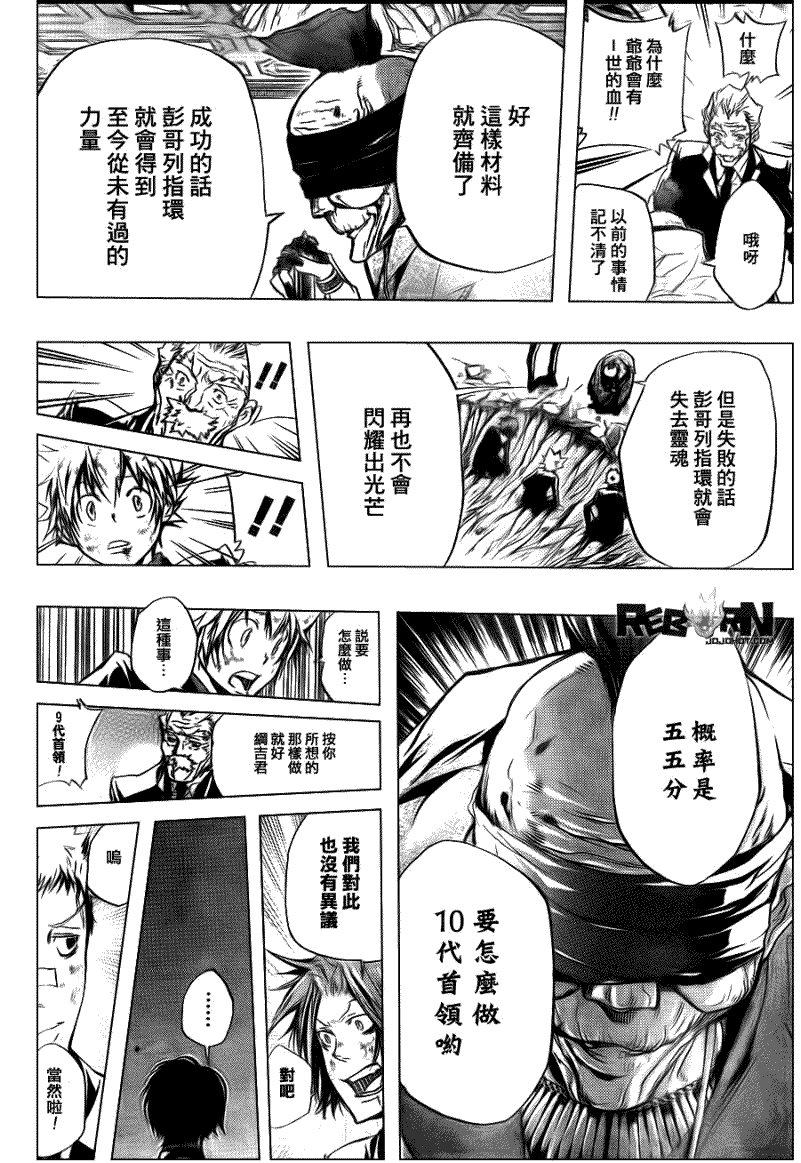 什麼
為什麼
爺爺會有
I世的血!!
哦呀
以前的事情
記不清了
好
這樣材料
就齊備了
成功的話
彭哥列指環
就會得到
至今從未有過的
力量
但是失敗的話
彭哥列指環就會
失去靈魂
再也不會
閃耀出光芒
!!
!!
REBORN
JOJOHOT.COM
概率是
五五分
要怎麼做
10代首領喲
説要
怎麼做…
這種事…
按你
所想的
那樣做
就好
綱吉君
9代首領!
我們對此
也沒有異議
對吧
……
嗚
當然啦!